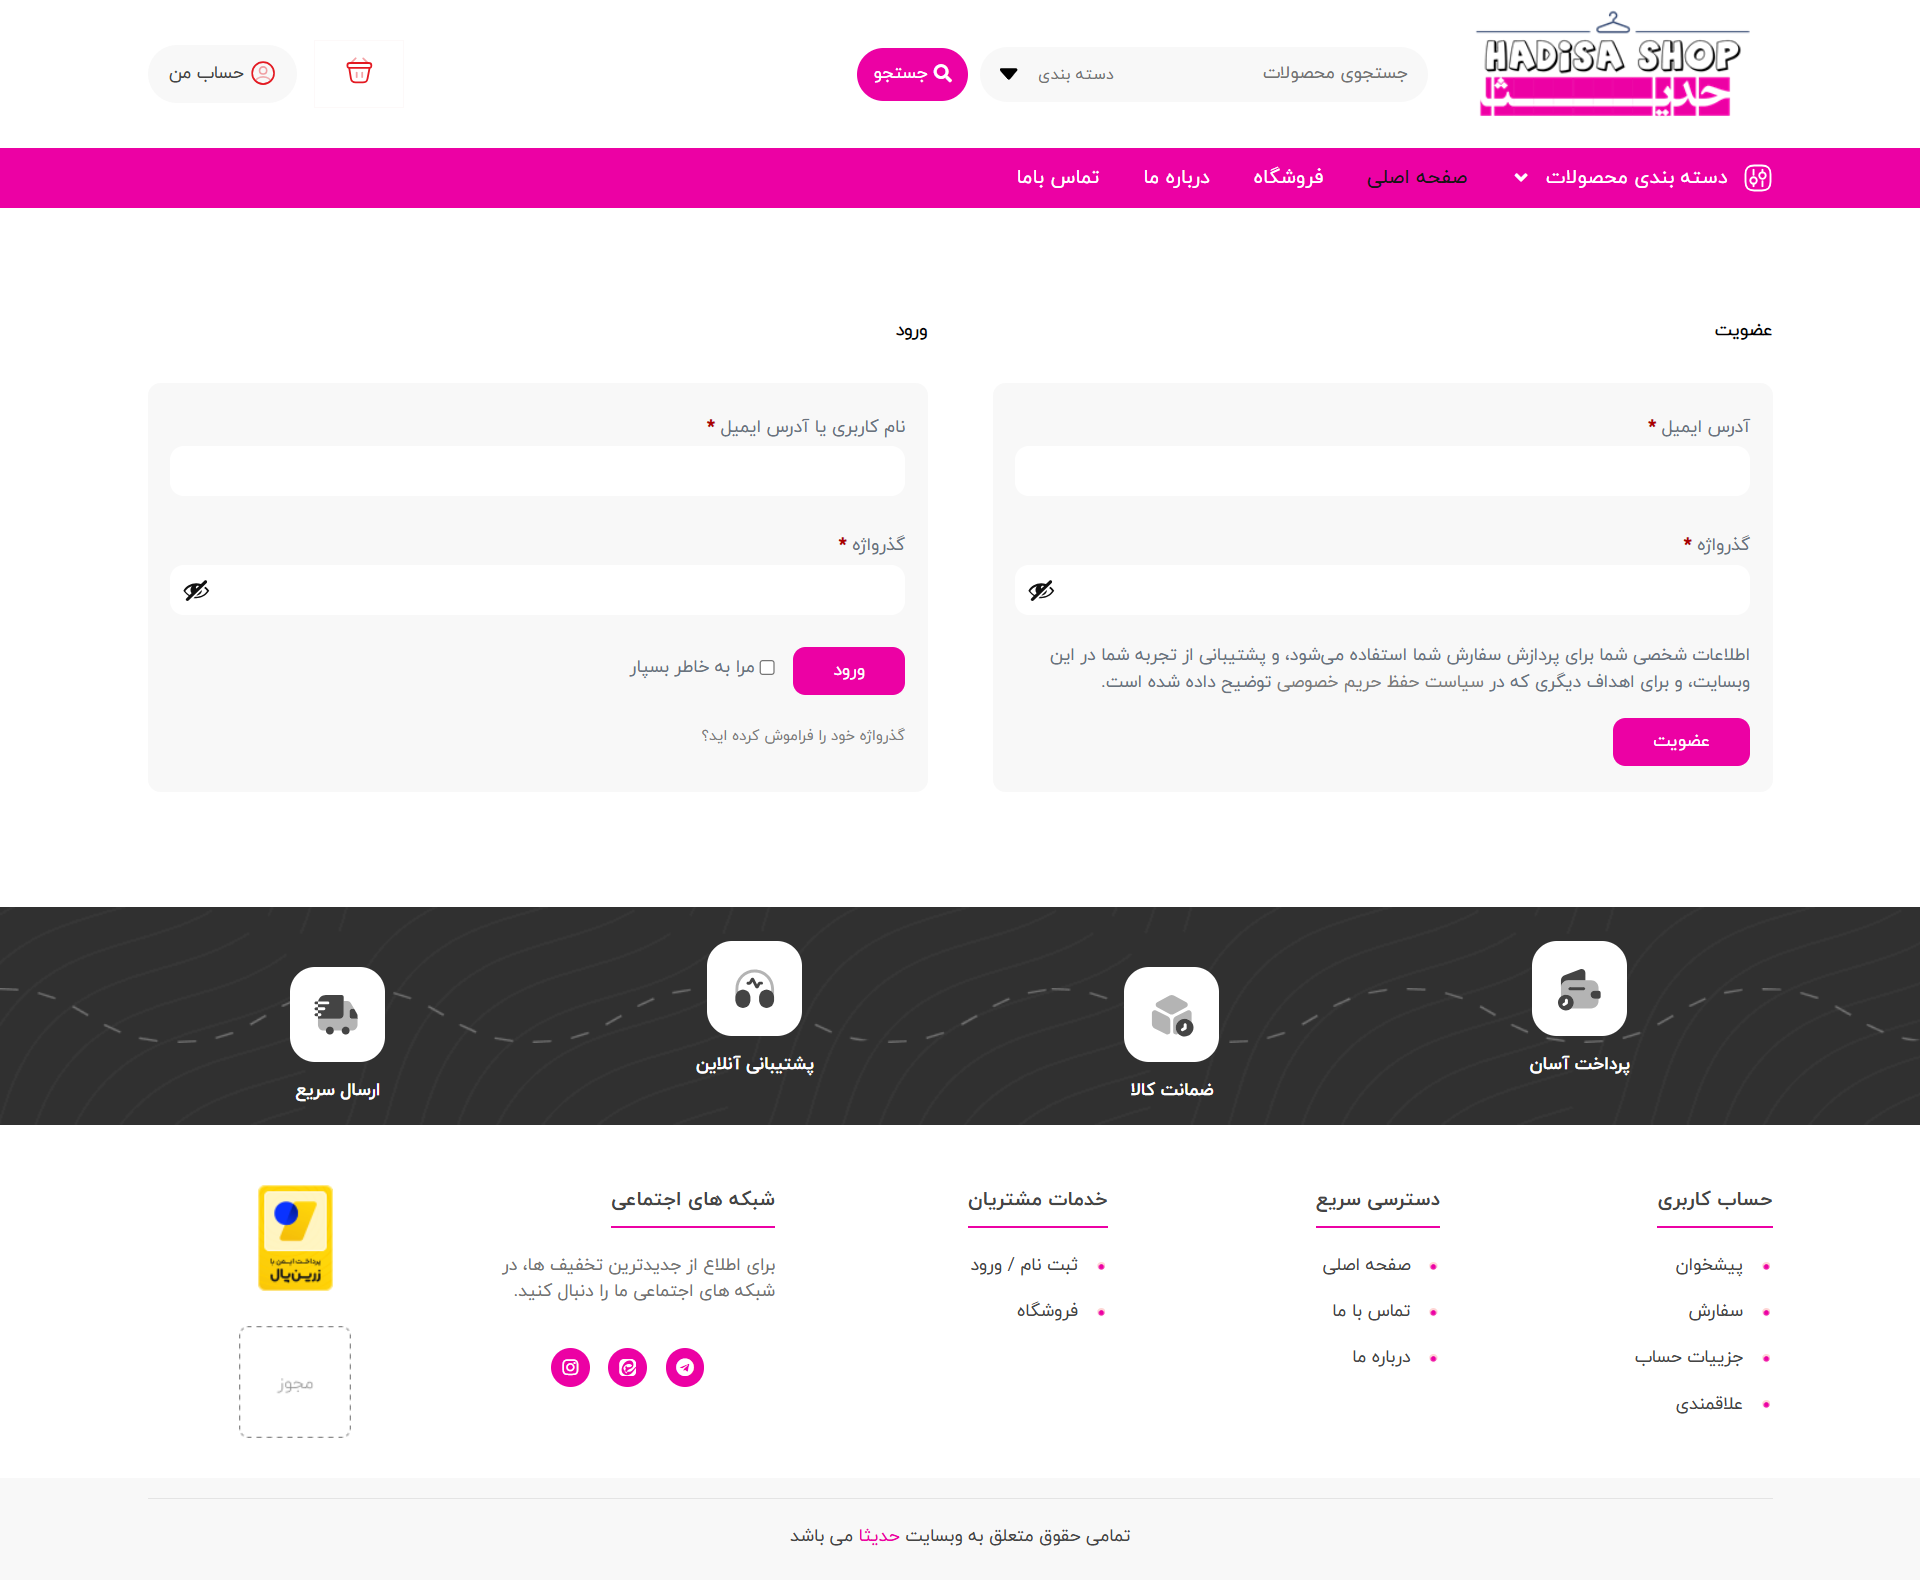 HADiSA SHOP
حدیثا
جستجوی محصولات
دسته بندی
جستجو
حساب من
دسته بندی محصولات
صفحه اصلی
فروشگاه
درباره ما
تماس باما
عضویت
آدرس ایمیل *
گذرواژه *
اطلاعات شخصی شما برای پردازش سفارش شما استفاده می‌شود، و پشتیبانی از تجربه شما در این
وبسایت، و برای اهداف دیگری که در سیاست حفظ حریم خصوصی توضیح داده شده است.
عضویت
ورود
نام کاربری یا آدرس ایمیل *
گذرواژه *
ورود
مرا به خاطر بسپار
گذرواژه خود را فراموش کرده اید؟
پرداخت آسان
ضمانت کالا
پشتیبانی آنلاین
ارسال سریع
حساب کاربری
پیشخوان
سفارش
جزییات حساب
علاقمندی
دسترسی سریع
صفحه اصلی
تماس با ما
درباره ما
خدمات مشتریان
ثبت نام / ورود
فروشگاه
شبکه های اجتماعی
برای اطلاع از جدیدترین تخفیف ها، در
شبکه های اجتماعی ما را دنبال کنید.
پرداخت ایمن با
زرین‌پال
مجوز
تمامی حقوق متعلق به وبسایت حدیثا می باشد